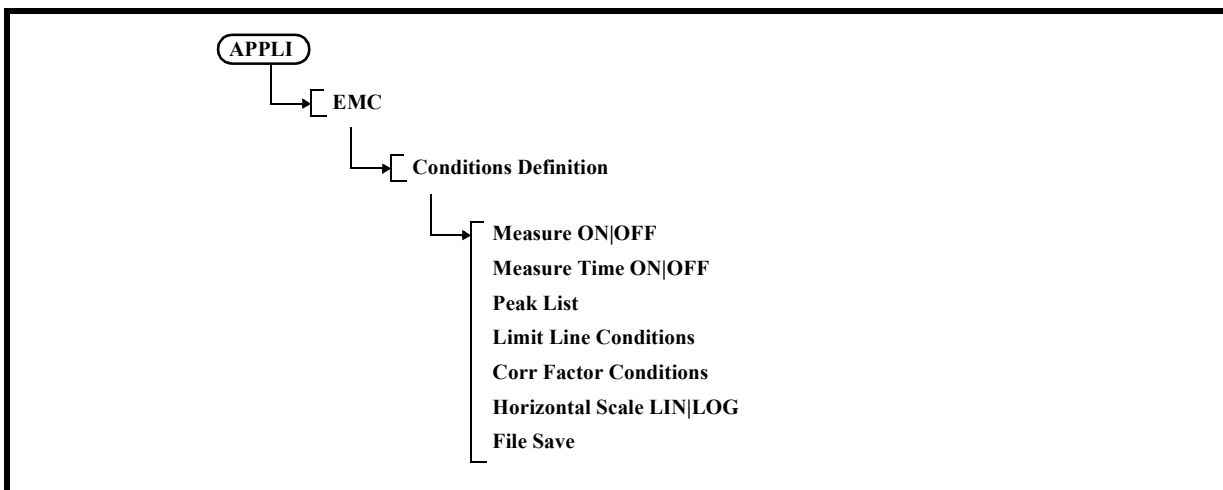 APPLI
EMC
Conditions Definition
Measure ON|OFF
Measure Time ON|OFF
Peak List
Limit Line Conditions
Corr Factor Conditions
Horizontal Scale LIN|LOG
File Save